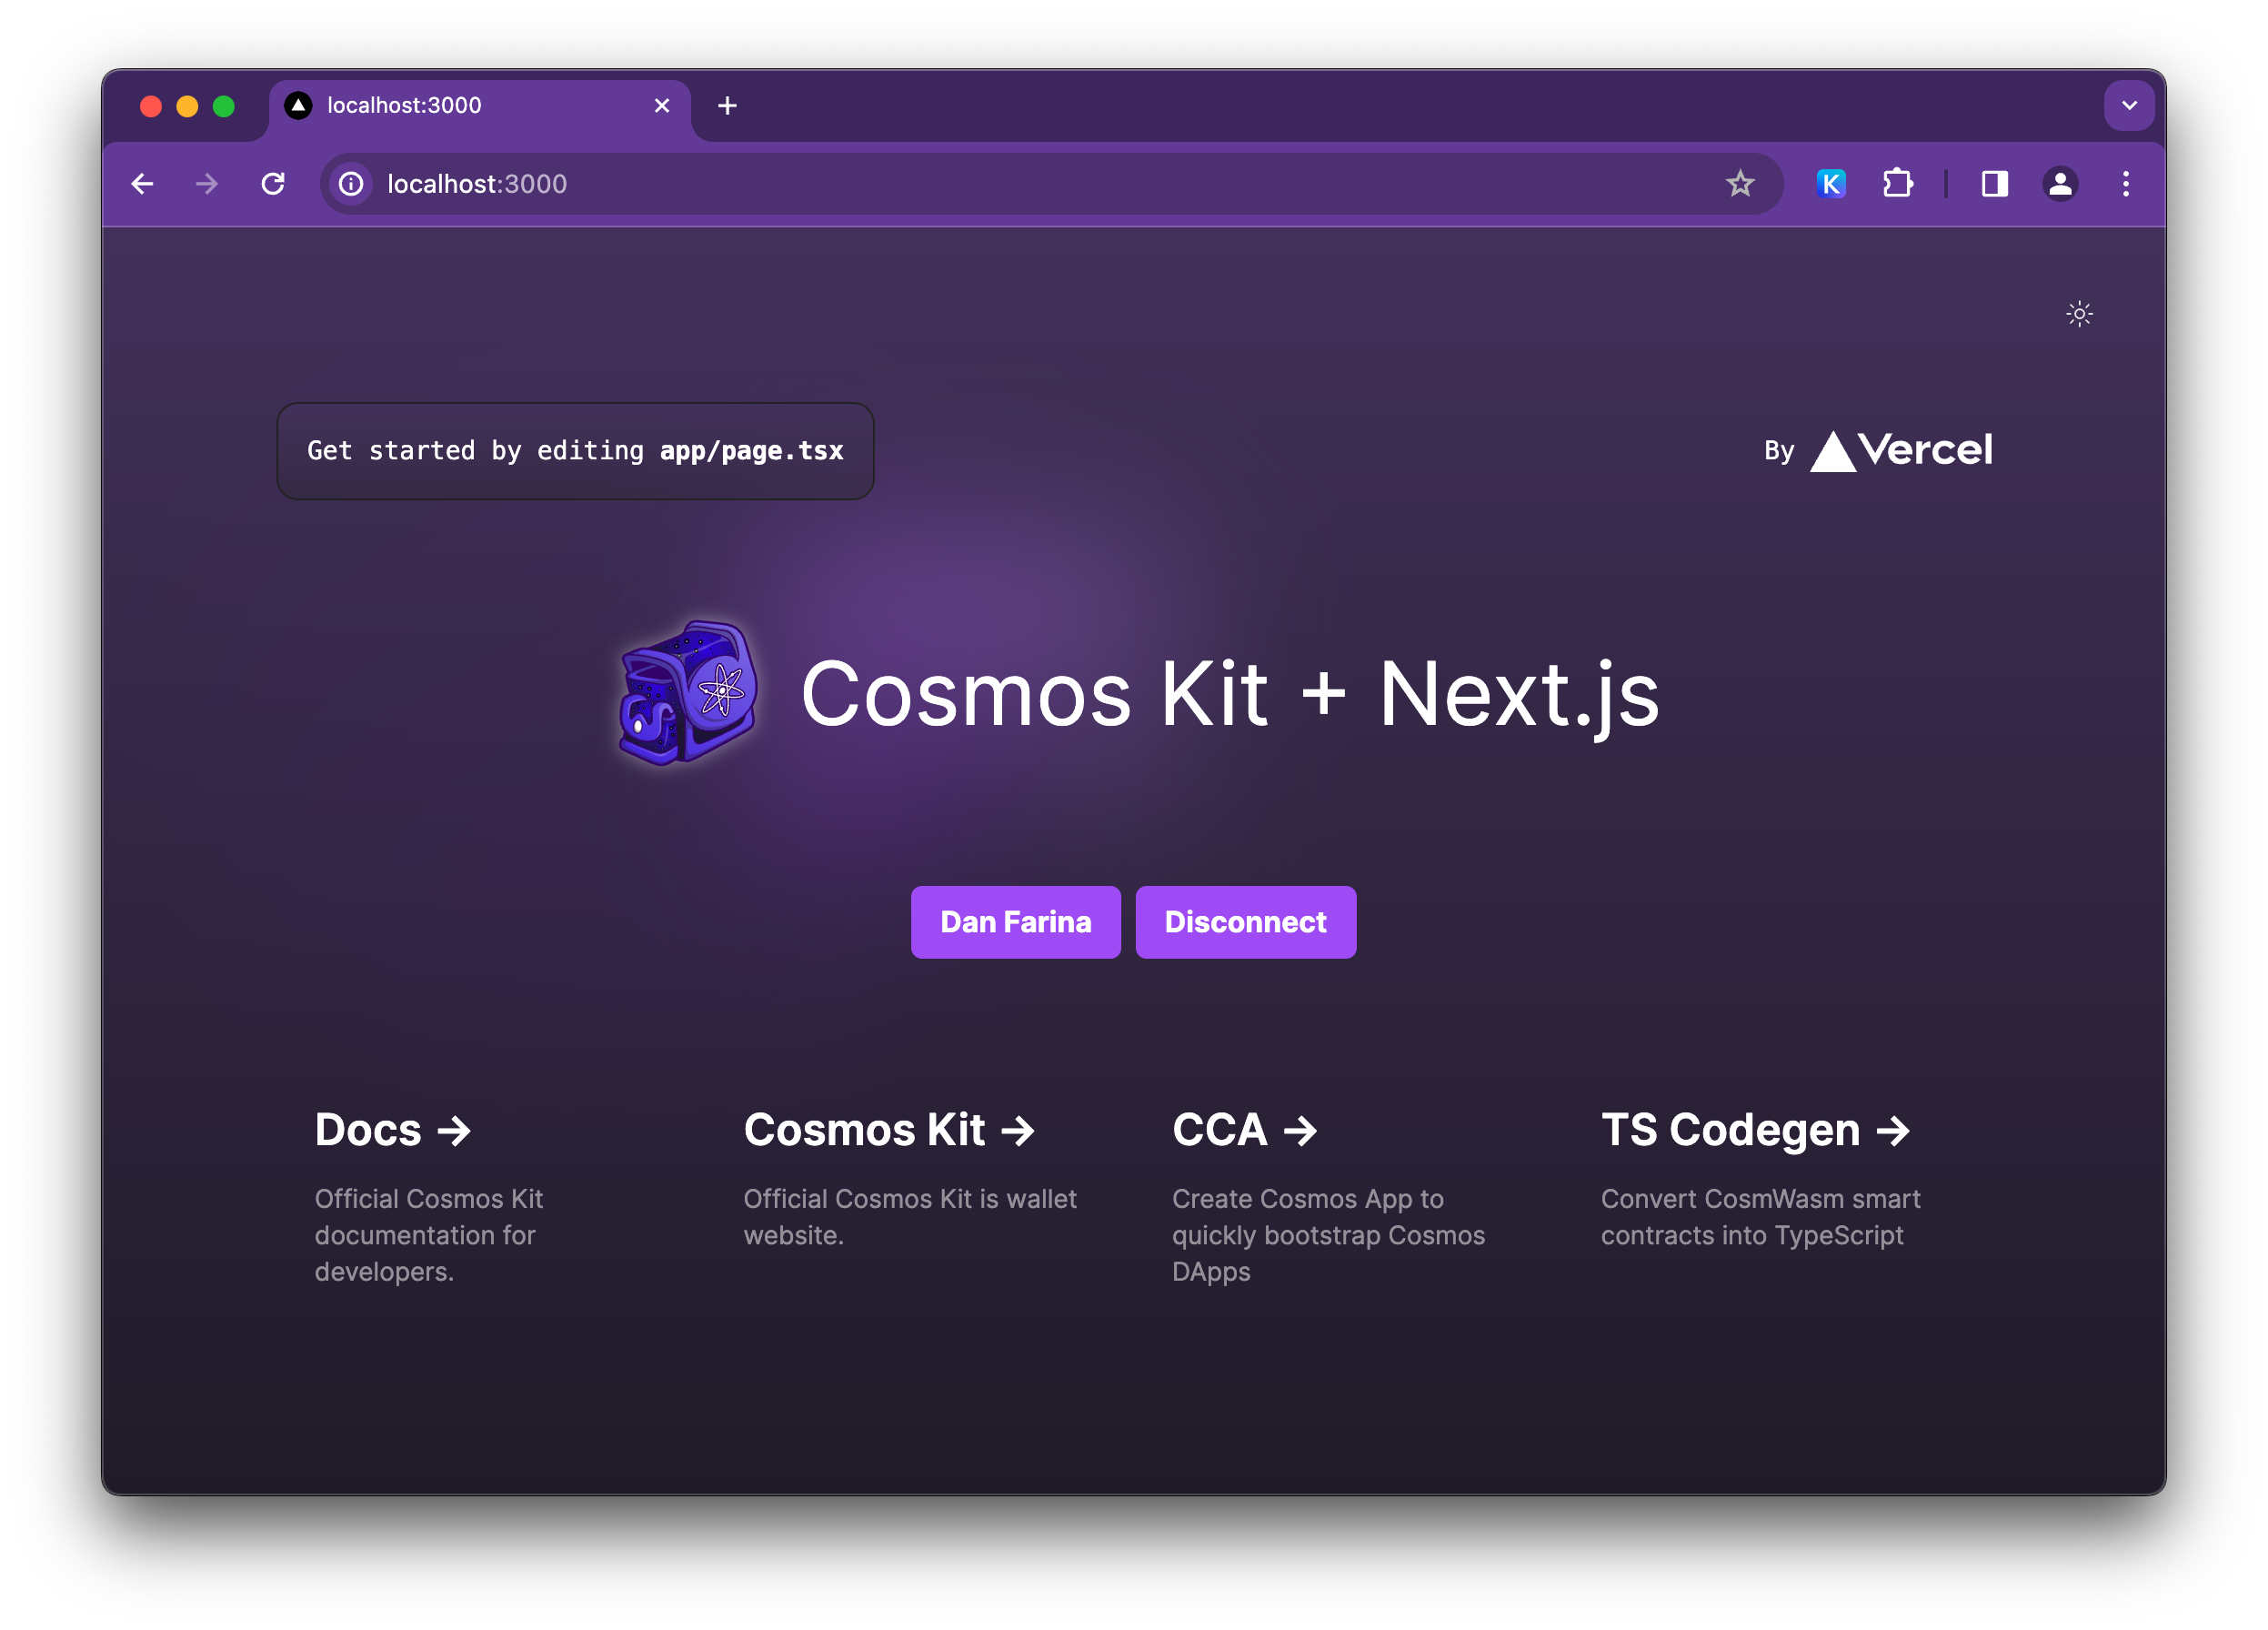 localhost:3000
localhost:3000
K
Get started by editing app/page.tsx
By Vercel
Cosmos Kit + Next.js
Dan Farina
Disconnect
Docs →
Official Cosmos Kit
documentation for
developers.
Cosmos Kit →
Official Cosmos Kit is wallet
website.
CCA →
Create Cosmos App to
quickly bootstrap Cosmos
DApps
TS Codegen →
Convert CosmWasm smart
contracts into TypeScript